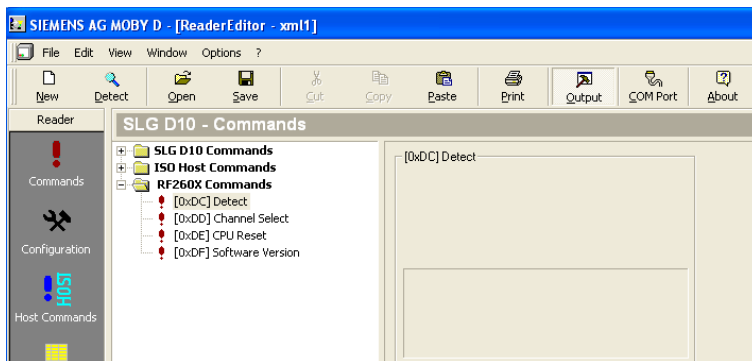 SIEMENS AG MOBY D - [ReaderEditor - xml1]
File Edit View Window Options ?
New Detect Open Save Cut Copy Paste Print Output COM Port About
Reader
SLG D10 - Commands
Commands
Configuration
HOST
Host Commands
SLG D10 Commands
ISO Host Commands
RF260X Commands
[0xDC] Detect
[0xDD] Channel Select
[0xDE] CPU Reset
[0xDF] Software Version
[0xDC] Detect